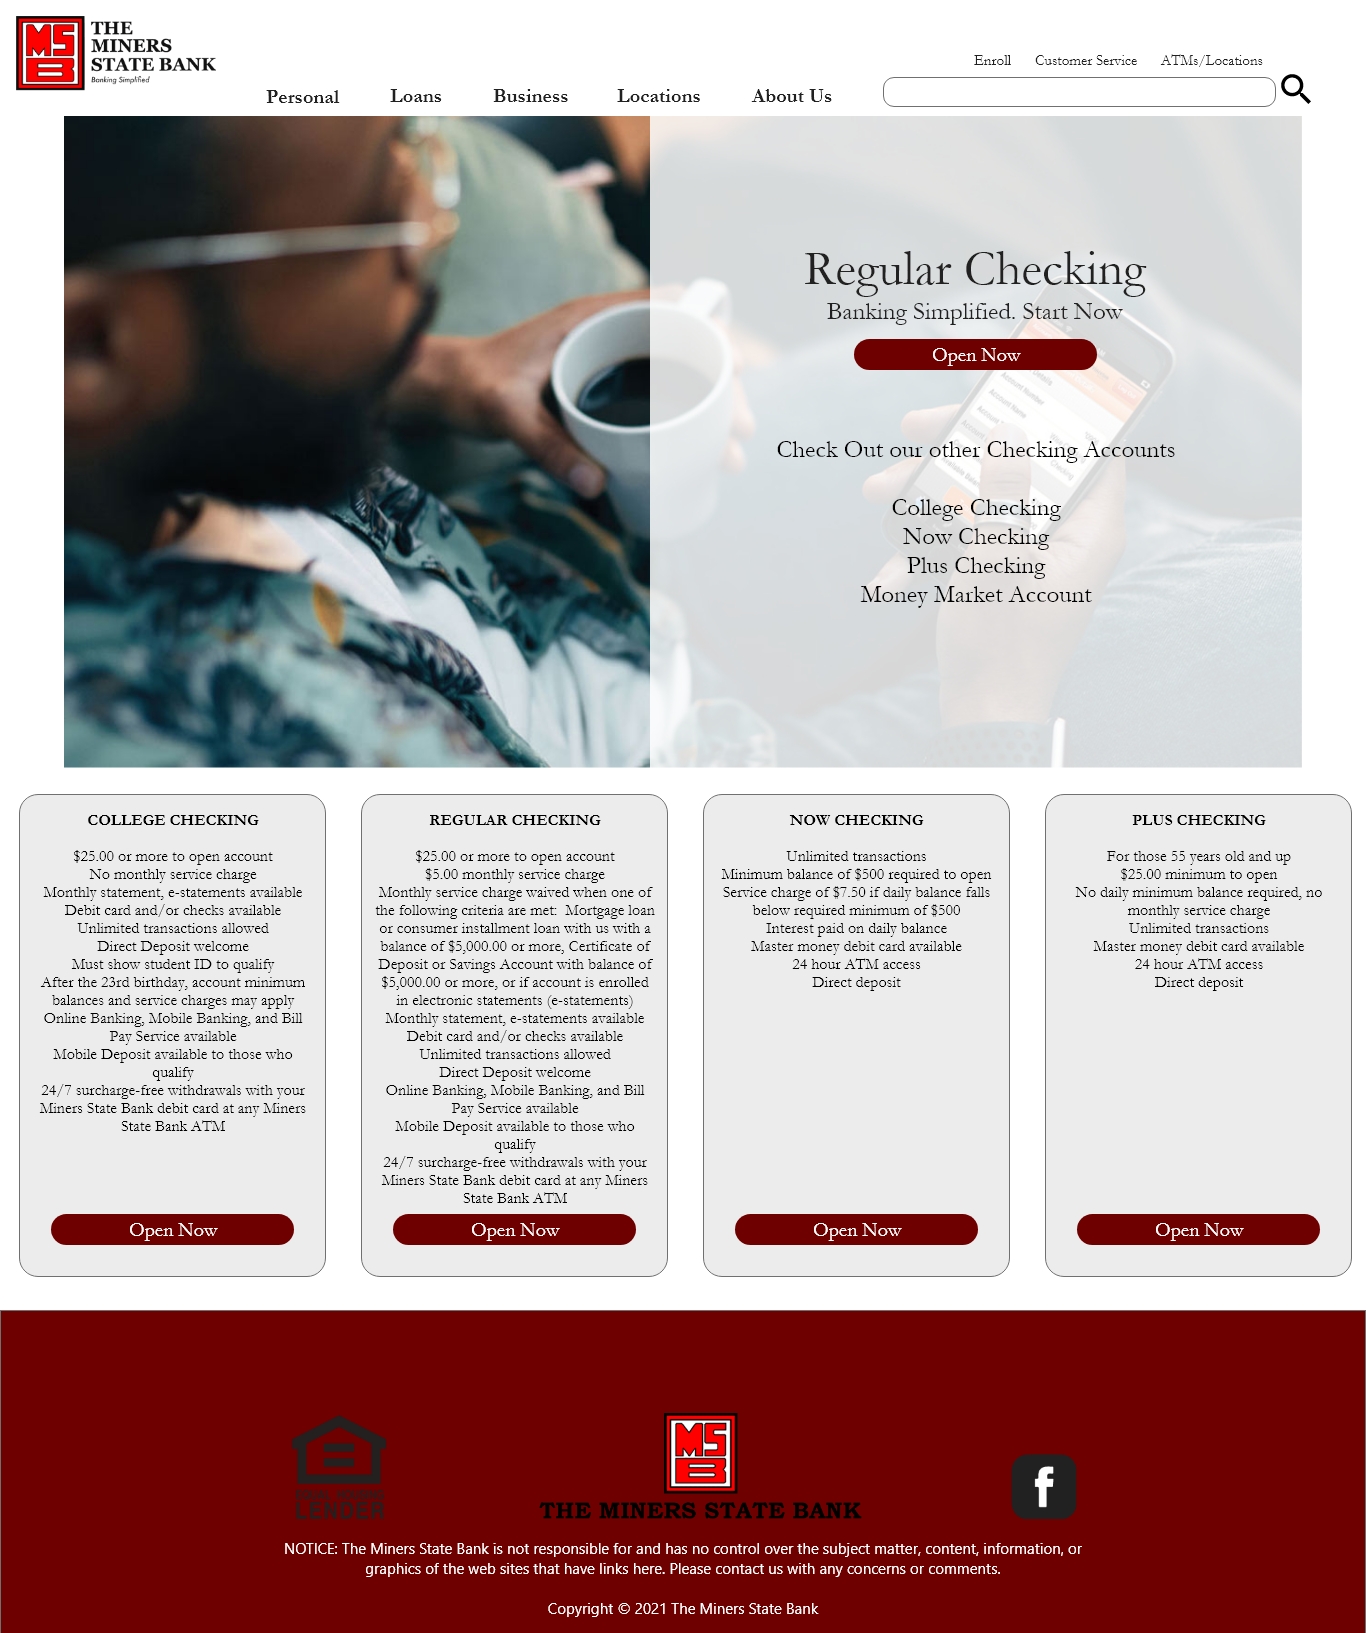 MSB
THE
MINERS
STATE BANK
Banking Simplified
Enroll Customer Service ATMs/Locations
Personal Loans Business Locations About Us
Regular Checking
Banking Simplified. Start Now
Open Now
Account Number
Account Name
Check Out our other Checking Accounts
College Checking
Now Checking
Plus Checking
Money Market Account
COLLEGE CHECKING
$25.00 or more to open account
No monthly service charge
Monthly statement, e-statements available
Debit card and/or checks available
Unlimited transactions allowed
Direct Deposit welcome
Must show student ID to qualify
After the 23rd birthday, account minimum
balances and service charges may apply
Online Banking, Mobile Banking, and Bill
Pay Service available
Mobile Deposit available to those who
qualify
24/7 surcharge-free withdrawals with your
Miners State Bank debit card at any Miners
State Bank ATM
Open Now
REGULAR CHECKING
$25.00 or more to open account
$5.00 monthly service charge
Monthly service charge waived when one of
the following criteria are met:  Mortgage loan
or consumer installment loan with us with a
balance of $5,000.00 or more, Certificate of
Deposit or Savings Account with balance of
$5,000.00 or more, or if account is enrolled
in electronic statements (e-statements)
Monthly statement, e-statements available
Debit card and/or checks available
Unlimited transactions allowed
Direct Deposit welcome
Online Banking, Mobile Banking, and Bill
Pay Service available
Mobile Deposit available to those who
qualify
24/7 surcharge-free withdrawals with your
Miners State Bank debit card at any Miners
State Bank ATM
Open Now
NOW CHECKING
Unlimited transactions
Minimum balance of $500 required to open
Service charge of $7.50 if daily balance falls
below required minimum of $500
Interest paid on daily balance
Master money debit card available
24 hour ATM access
Direct deposit
Open Now
PLUS CHECKING
For those 55 years old and up
$25.00 minimum to open
No daily minimum balance required, no
monthly service charge
Unlimited transactions
Master money debit card available
24 hour ATM access
Direct deposit
Open Now
EQUAL HOUSING
LENDER
MSB
THE MINERS STATE BANK
f
NOTICE: The Miners State Bank is not responsible for and has no control over the subject matter, content, information, or
graphics of the web sites that have links here. Please contact us with any concerns or comments.
Copyright © 2021 The Miners State Bank